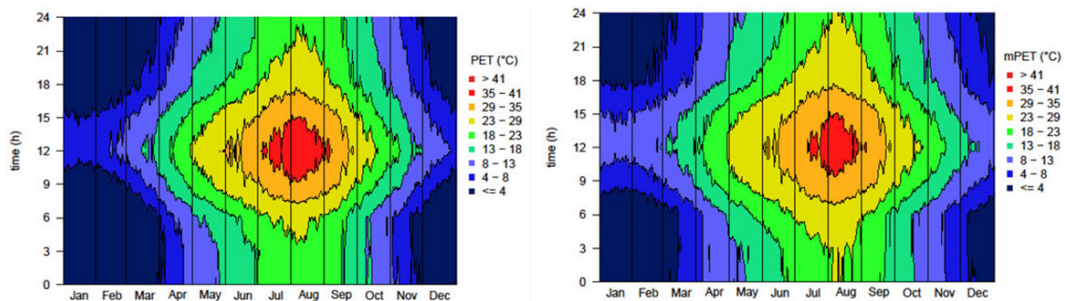 24
21
18
15
12
9
6
3
0
time (h)
Jan Feb Mar Apr May Jun Jul Aug Sep Oct Nov Dec
PET (°C)
> 41
35 – 41
29 – 35
23 – 29
18 – 23
13 – 18
8 – 13
4 – 8
<= 4
24
21
18
15
12
9
6
3
0
time (h)
Jan Feb Mar Apr May Jun Jul Aug Sep Oct Nov Dec
mPET (°C)
> 41
35 – 41
29 – 35
23 – 29
18 – 23
13 – 18
8 – 13
4 – 8
<= 4